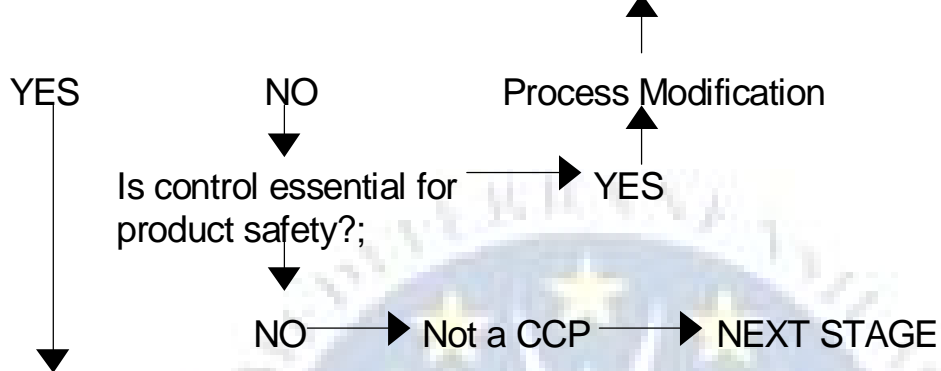 YES NO Process Modification
Is control essential for YES
product safety?;
NO Not a CCP NEXT STAGE